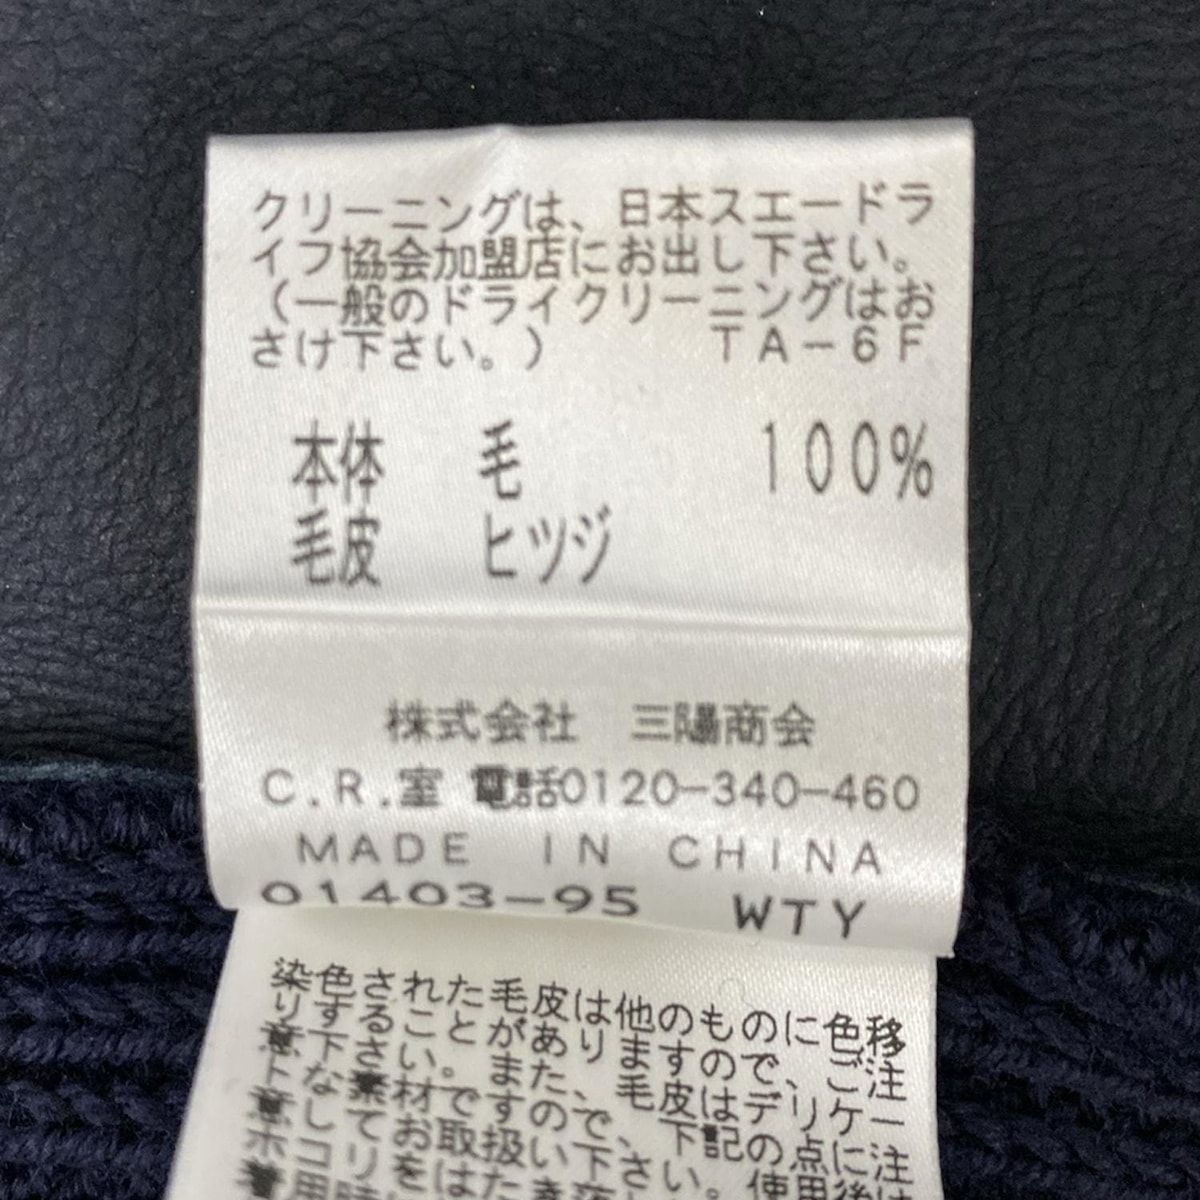 クリーニングは、日本スエードラ
イフ協会加盟店にお出し下さい。
（一般のドライクリーニングはお
さけ下さい。） TA-6F
本体 毛 100%
毛皮 ヒツジ
株式会社 三陽商会
C.R.室 電話0120-340-460
MADE IN CHINA
01403-95 WTY
染色された毛皮は他のものに色移
りすることがありますので、ご注
意下さい。また、毛皮はデリケー
トな素材ですので、下記の点に注
意してお取扱い下さい。